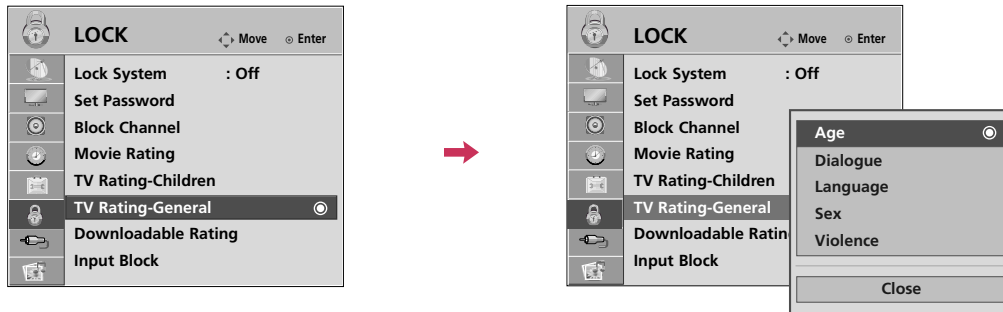 LOCK
Move Enter
Lock System : Off
Set Password
Block Channel
Movie Rating
TV Rating-Children
TV Rating-General
Downloadable Rating
Input Block
LOCK
Move Enter
Lock System : Off
Set Password
Block Channel
Movie Rating
TV Rating-Children
TV Rating-General
Downloadable Ratin
Input Block
Age
Dialogue
Language
Sex
Violence
Close